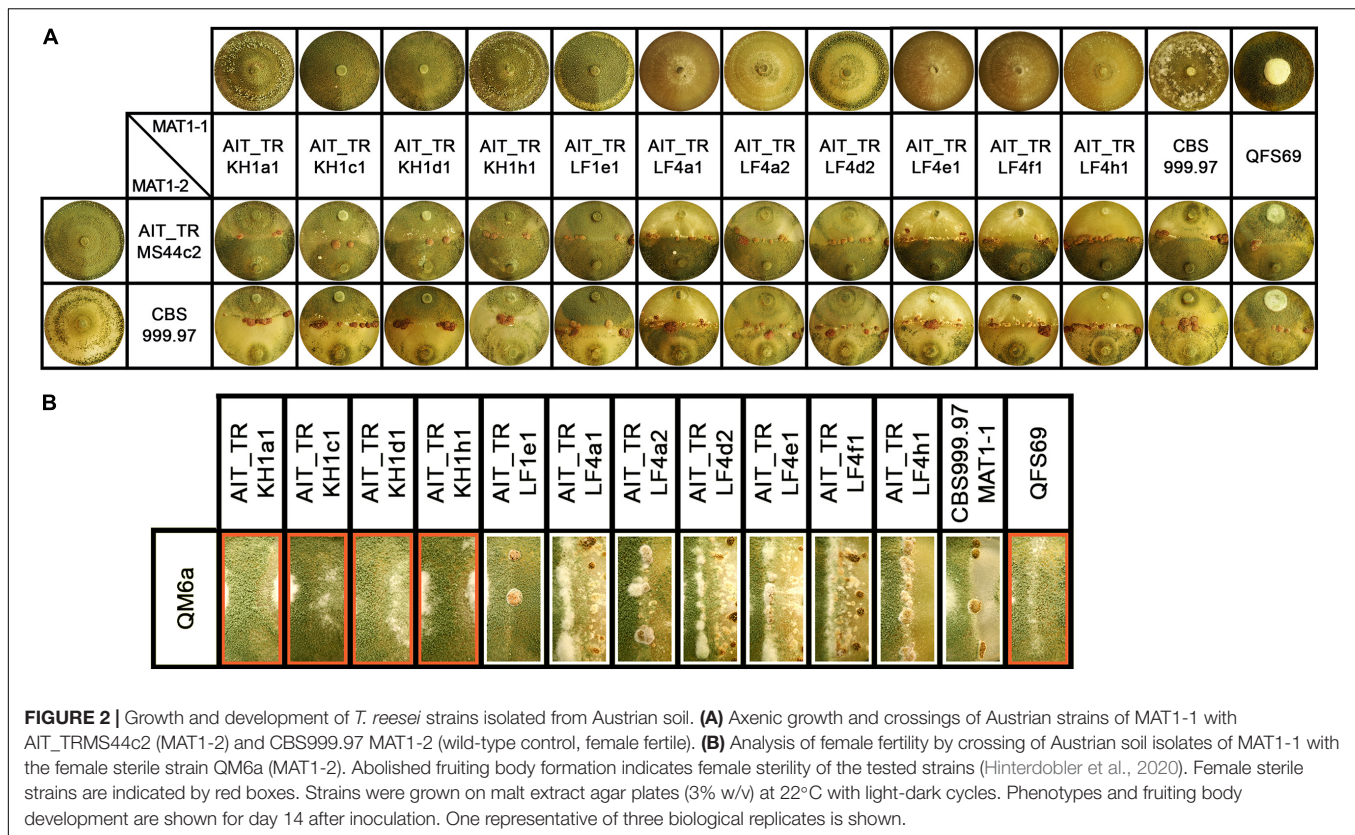 A
MAT1-1
MAT1-2
AIT_TR
KH1a1
AIT_TR
KH1c1
AIT_TR
KH1d1
AIT_TR
KH1h1
AIT_TR
LF1e1
AIT_TR
LF4a1
AIT_TR
LF4a2
AIT_TR
LF4d2
AIT_TR
LF4e1
AIT_TR
LF4f1
AIT_TR
LF4h1
CBS
999.97
QFS69
AIT_TR
MS44c2
CBS
999.97
B
AIT_TR
KH1a1
AIT_TR
KH1c1
AIT_TR
KH1d1
AIT_TR
KH1h1
AIT_TR
LF1e1
AIT_TR
LF4a1
AIT_TR
LF4a2
AIT_TR
LF4d2
AIT_TR
LF4e1
AIT_TR
LF4f1
AIT_TR
LF4h1
CBS999.97
MAT1-1
QFS69
QM6a
FIGURE 2 | Growth and development of T. reesei strains isolated from Austrian soil. (A) Axenic growth and crossings of Austrian strains of MAT1-1 with
AIT_TRMS44c2 (MAT1-2) and CBS999.97 MAT1-2 (wild-type control, female fertile). (B) Analysis of female fertility by crossing of Austrian soil isolates of MAT1-1 with
the female sterile strain QM6a (MAT1-2). Abolished fruiting body formation indicates female sterility of the tested strains (Hinterdobler et al., 2020). Female sterile
strains are indicated by red boxes. Strains were grown on malt extract agar plates (3% w/v) at 22°C with light-dark cycles. Phenotypes and fruiting body
development are shown for day 14 after inoculation. One representative of three biological replicates is shown.